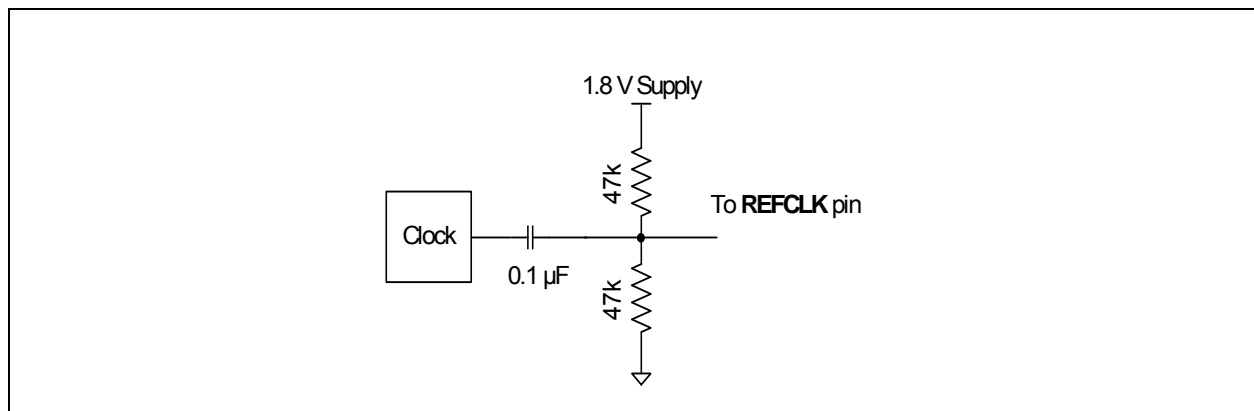 1.8 V Supply
47k
To REFCLK pin
Clock
0.1 µF
47k